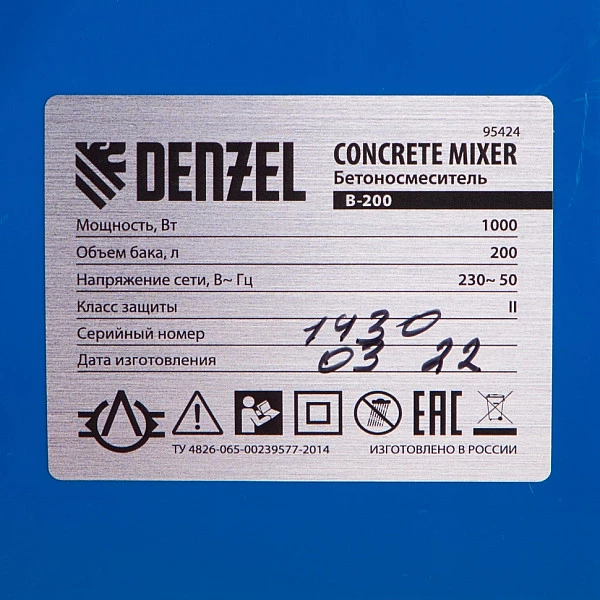 95424
DENZEL
CONCRETE MIXER
Бетоносмеситель
B-200
Мощность, Вт 1000
Объем бака, л 200
Напряжение сети, В~ Гц 230~ 50
Класс защиты II
Серийный номер 1430
Дата изготовления 03 22
EAC
ТУ 4826-065-00239577-2014 ИЗГОТОВЛЕНО В РОССИИ